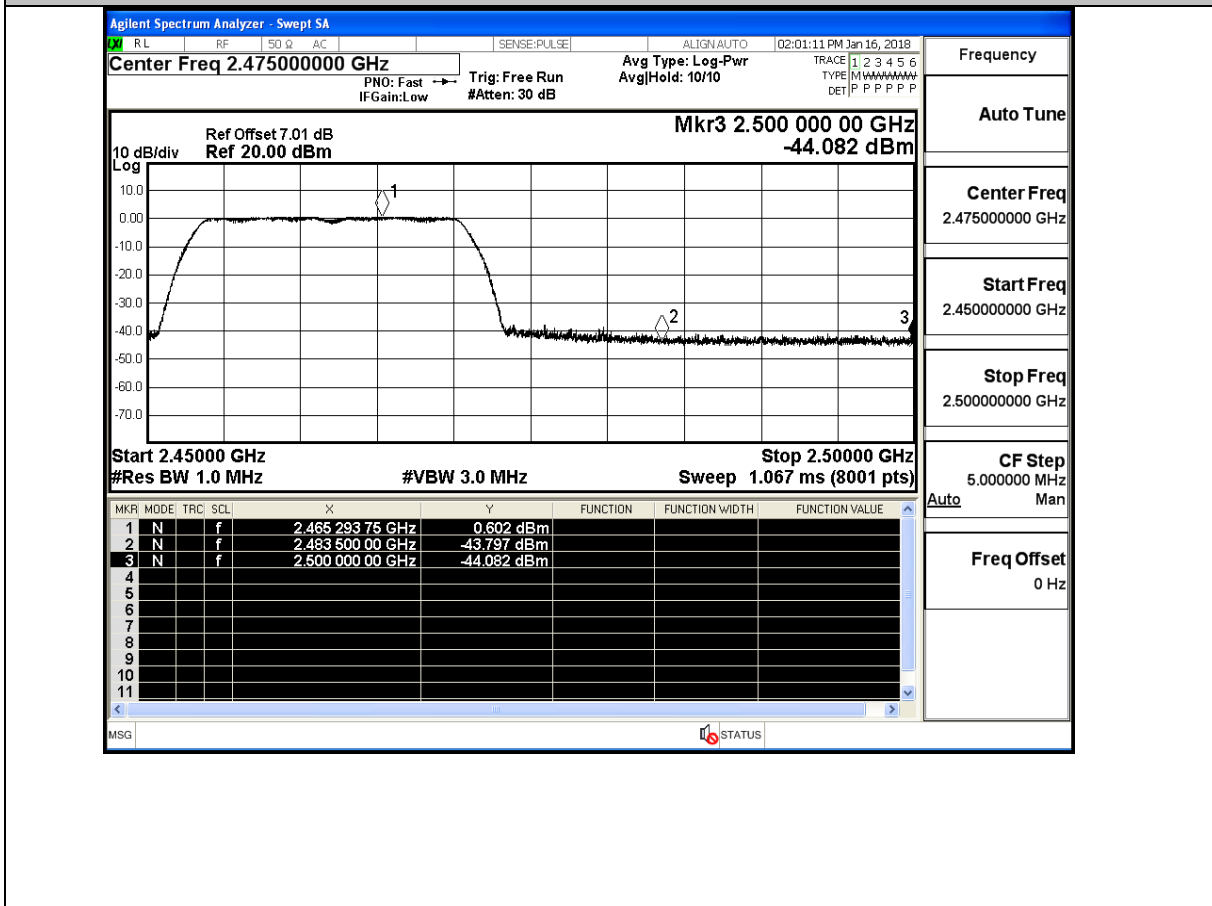 Agilent Spectrum Analyzer - Swept SA
LXI RL RF 50 Ω AC SENSE:PULSE ALIGN AUTO 02:01:11 PM Jan 16, 2018
Center Freq 2.475000000 GHz
PNO: Fast
IFGain:Low
Trig: Free Run
#Atten: 30 dB
Avg Type: Log-Pwr
Avg|Hold: 10/10
TRACE 1 2 3 4 5 6
TYPE M WWWWW
DET P P P P P P
Mkr3 2.500 000 00 GHz
-44.082 dBm
Ref Offset 7.01 dB
10 dB/div Ref 20.00 dBm
Log
10.0
0.00
-10.0
-20.0
-30.0
-40.0
-50.0
-60.0
-70.0
1
2
3
Start 2.45000 GHz Stop 2.50000 GHz
#Res BW 1.0 MHz #VBW 3.0 MHz Sweep 1.067 ms (8001 pts)
MKR MODE TRC SCL X Y FUNCTION FUNCTION WIDTH FUNCTION VALUE
1 N f 2.465 293 75 GHz 0.602 dBm
2 N f 2.483 500 00 GHz -43.797 dBm
3 N f 2.500 000 00 GHz -44.082 dBm
4
5
6
7
8
9
10
11
MSG STATUS
Frequency
Auto Tune
Center Freq
2.475000000 GHz
Start Freq
2.450000000 GHz
Stop Freq
2.500000000 GHz
CF Step
5.000000 MHz
Auto Man
Freq Offset
0 Hz